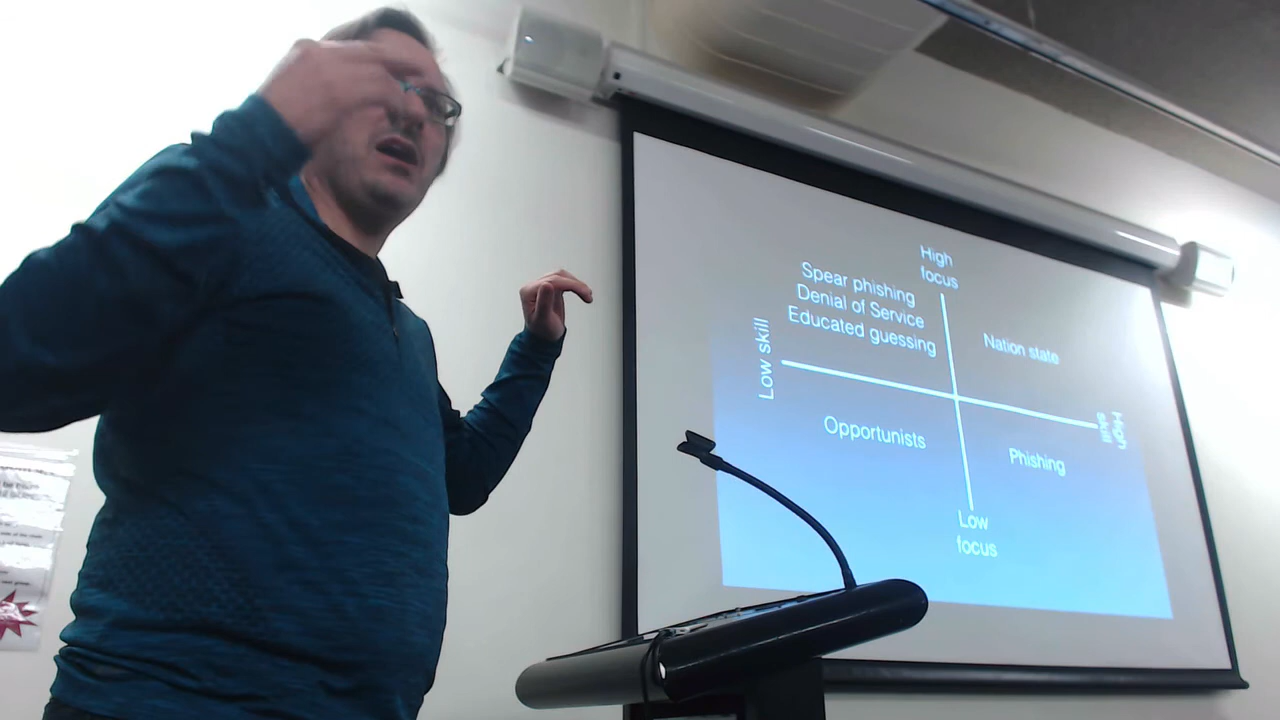 High
focus
Spear phishing
Denial of Service
Educated guessing
Nation state
Low skill
High
skill
Opportunists
Phishing
Low
focus